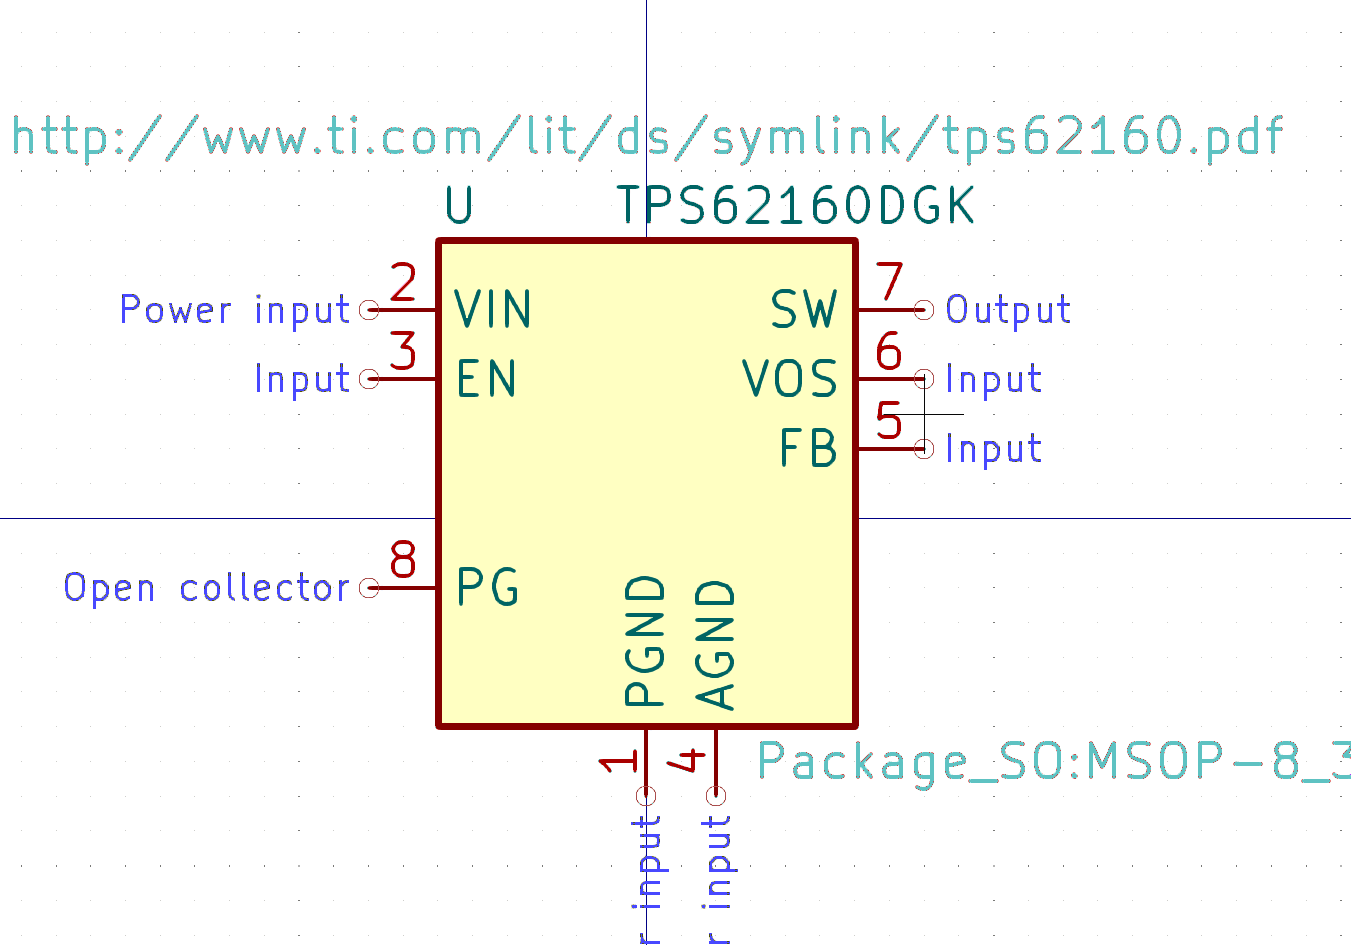 http://www.ti.com/lit/ds/symlink/tps62160.pdf
U TPS62160DGK
Power input 2 VIN SW 7 Output
Input 3 EN VOS 6 Input
FB 5 Input
Open collector 8 PG
PGND AGND
1 4
Package_SO:MSOP-8_3
r input r input